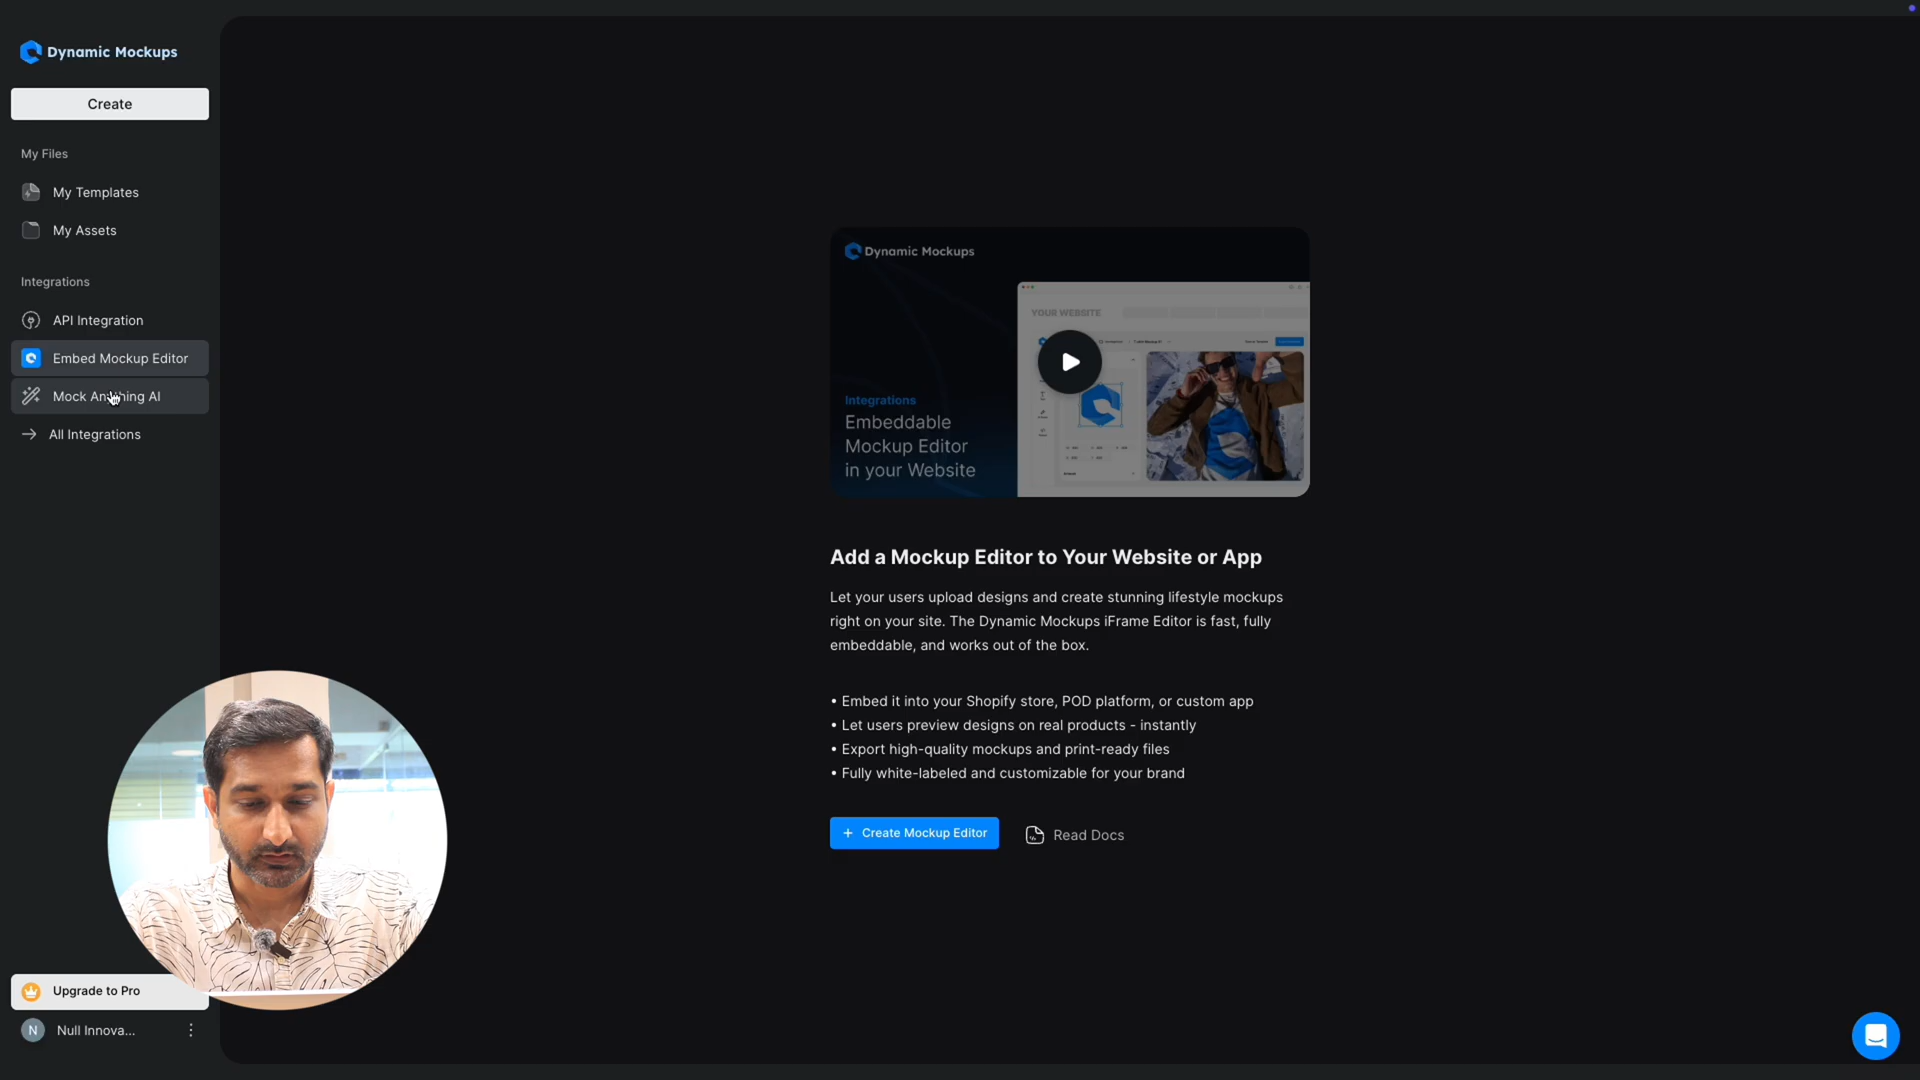 Dynamic Mockups
Create
My Files
My Templates
My Assets
Integrations
API Integration
Embed Mockup Editor
Mock Anything AI
All Integrations
Dynamic Mockups
YOUR WEBSITE
Integrations
Embeddable
Mockup Editor
in your Website
Add a Mockup Editor to Your Website or App
Let your users upload designs and create stunning lifestyle mockups
right on your site. The Dynamic Mockups iFrame Editor is fast, fully
embeddable, and works out of the box.
• Embed it into your Shopify store, POD platform, or custom app
• Let users preview designs on real products - instantly
• Export high-quality mockups and print-ready files
• Fully white-labeled and customizable for your brand
+ Create Mockup Editor
Read Docs
Upgrade to Pro
N Null Innova...